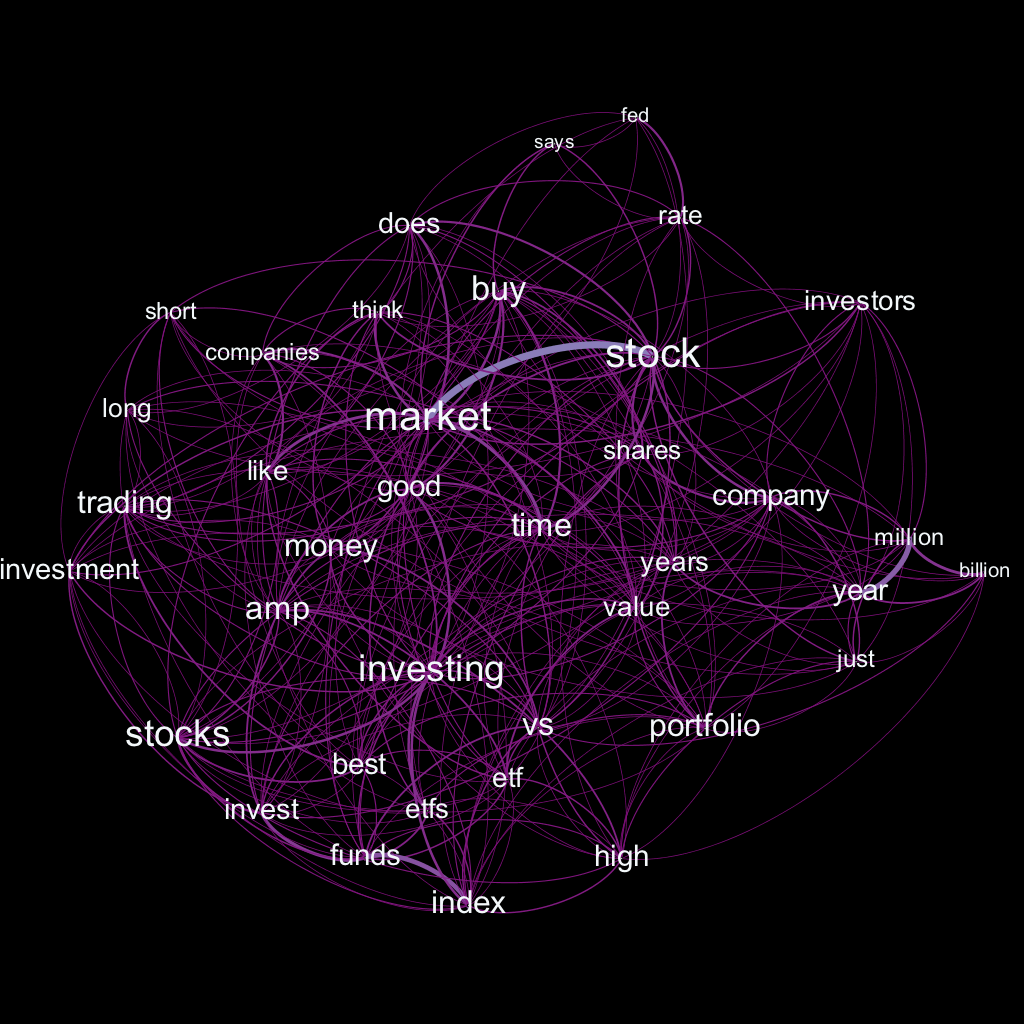 fed
says
rate
does
buy
investors
short
think
companies
stock
long
market
shares
like
good
trading
company
time
million
money
years
investment
billion
year
amp
value
just
investing
stocks
vs
portfolio
best
etf
invest
etfs
funds
high
index